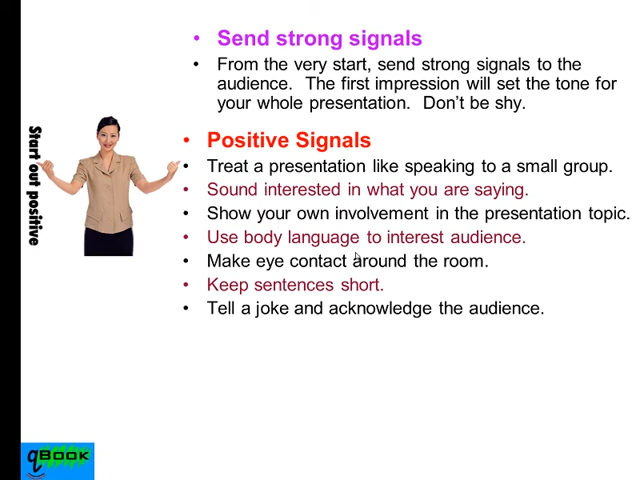 • Send strong signals
• From the very start, send strong signals to the
audience.  The first impression will set the tone for
your whole presentation.  Don't be shy.
Start out positive
• Positive Signals
• Treat a presentation like speaking to a small group.
• Sound interested in what you are saying.
• Show your own involvement in the presentation topic.
• Use body language to interest audience.
• Make eye contact around the room.
• Keep sentences short.
• Tell a joke and acknowledge the audience.
qBOOK